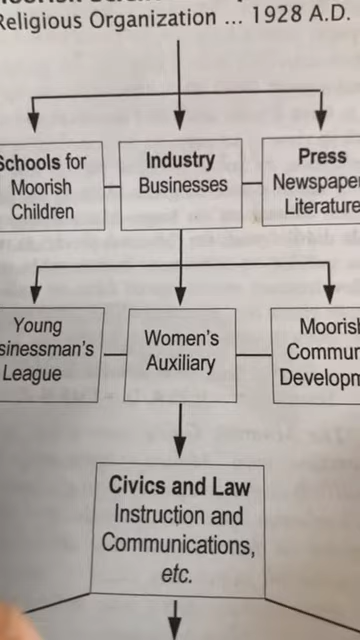 Religious Organization ... 1928 A.D.
Schools for
Moorish
Children
Industry
Businesses
Press
Newspaper
Literature
Young
sinessman's
League
Women's
Auxiliary
Moorish
Commun
Developm
Civics and Law
Instruction and
Communications,
etc.